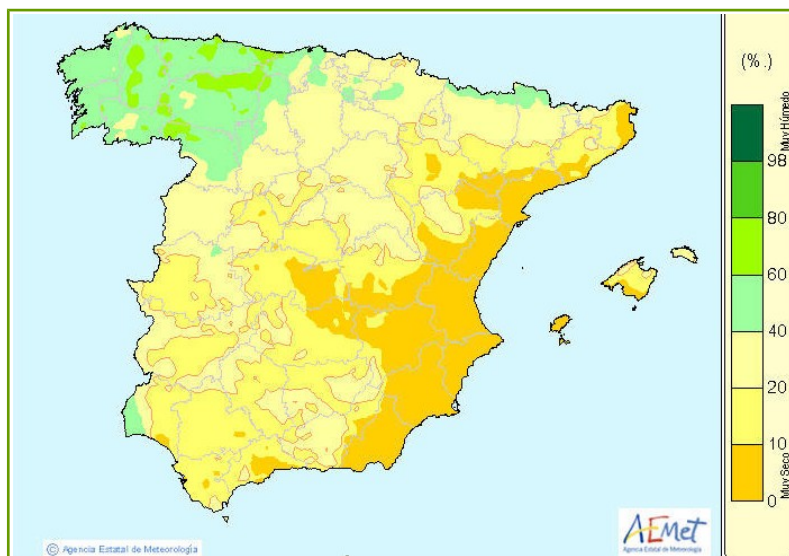 (% .)
Muy Húmedo
98
80
60
40
20
10
Muy Seco
0
© Agencia Estatal de Meteorología
AEMet
Agencia Estatal de Meteorología